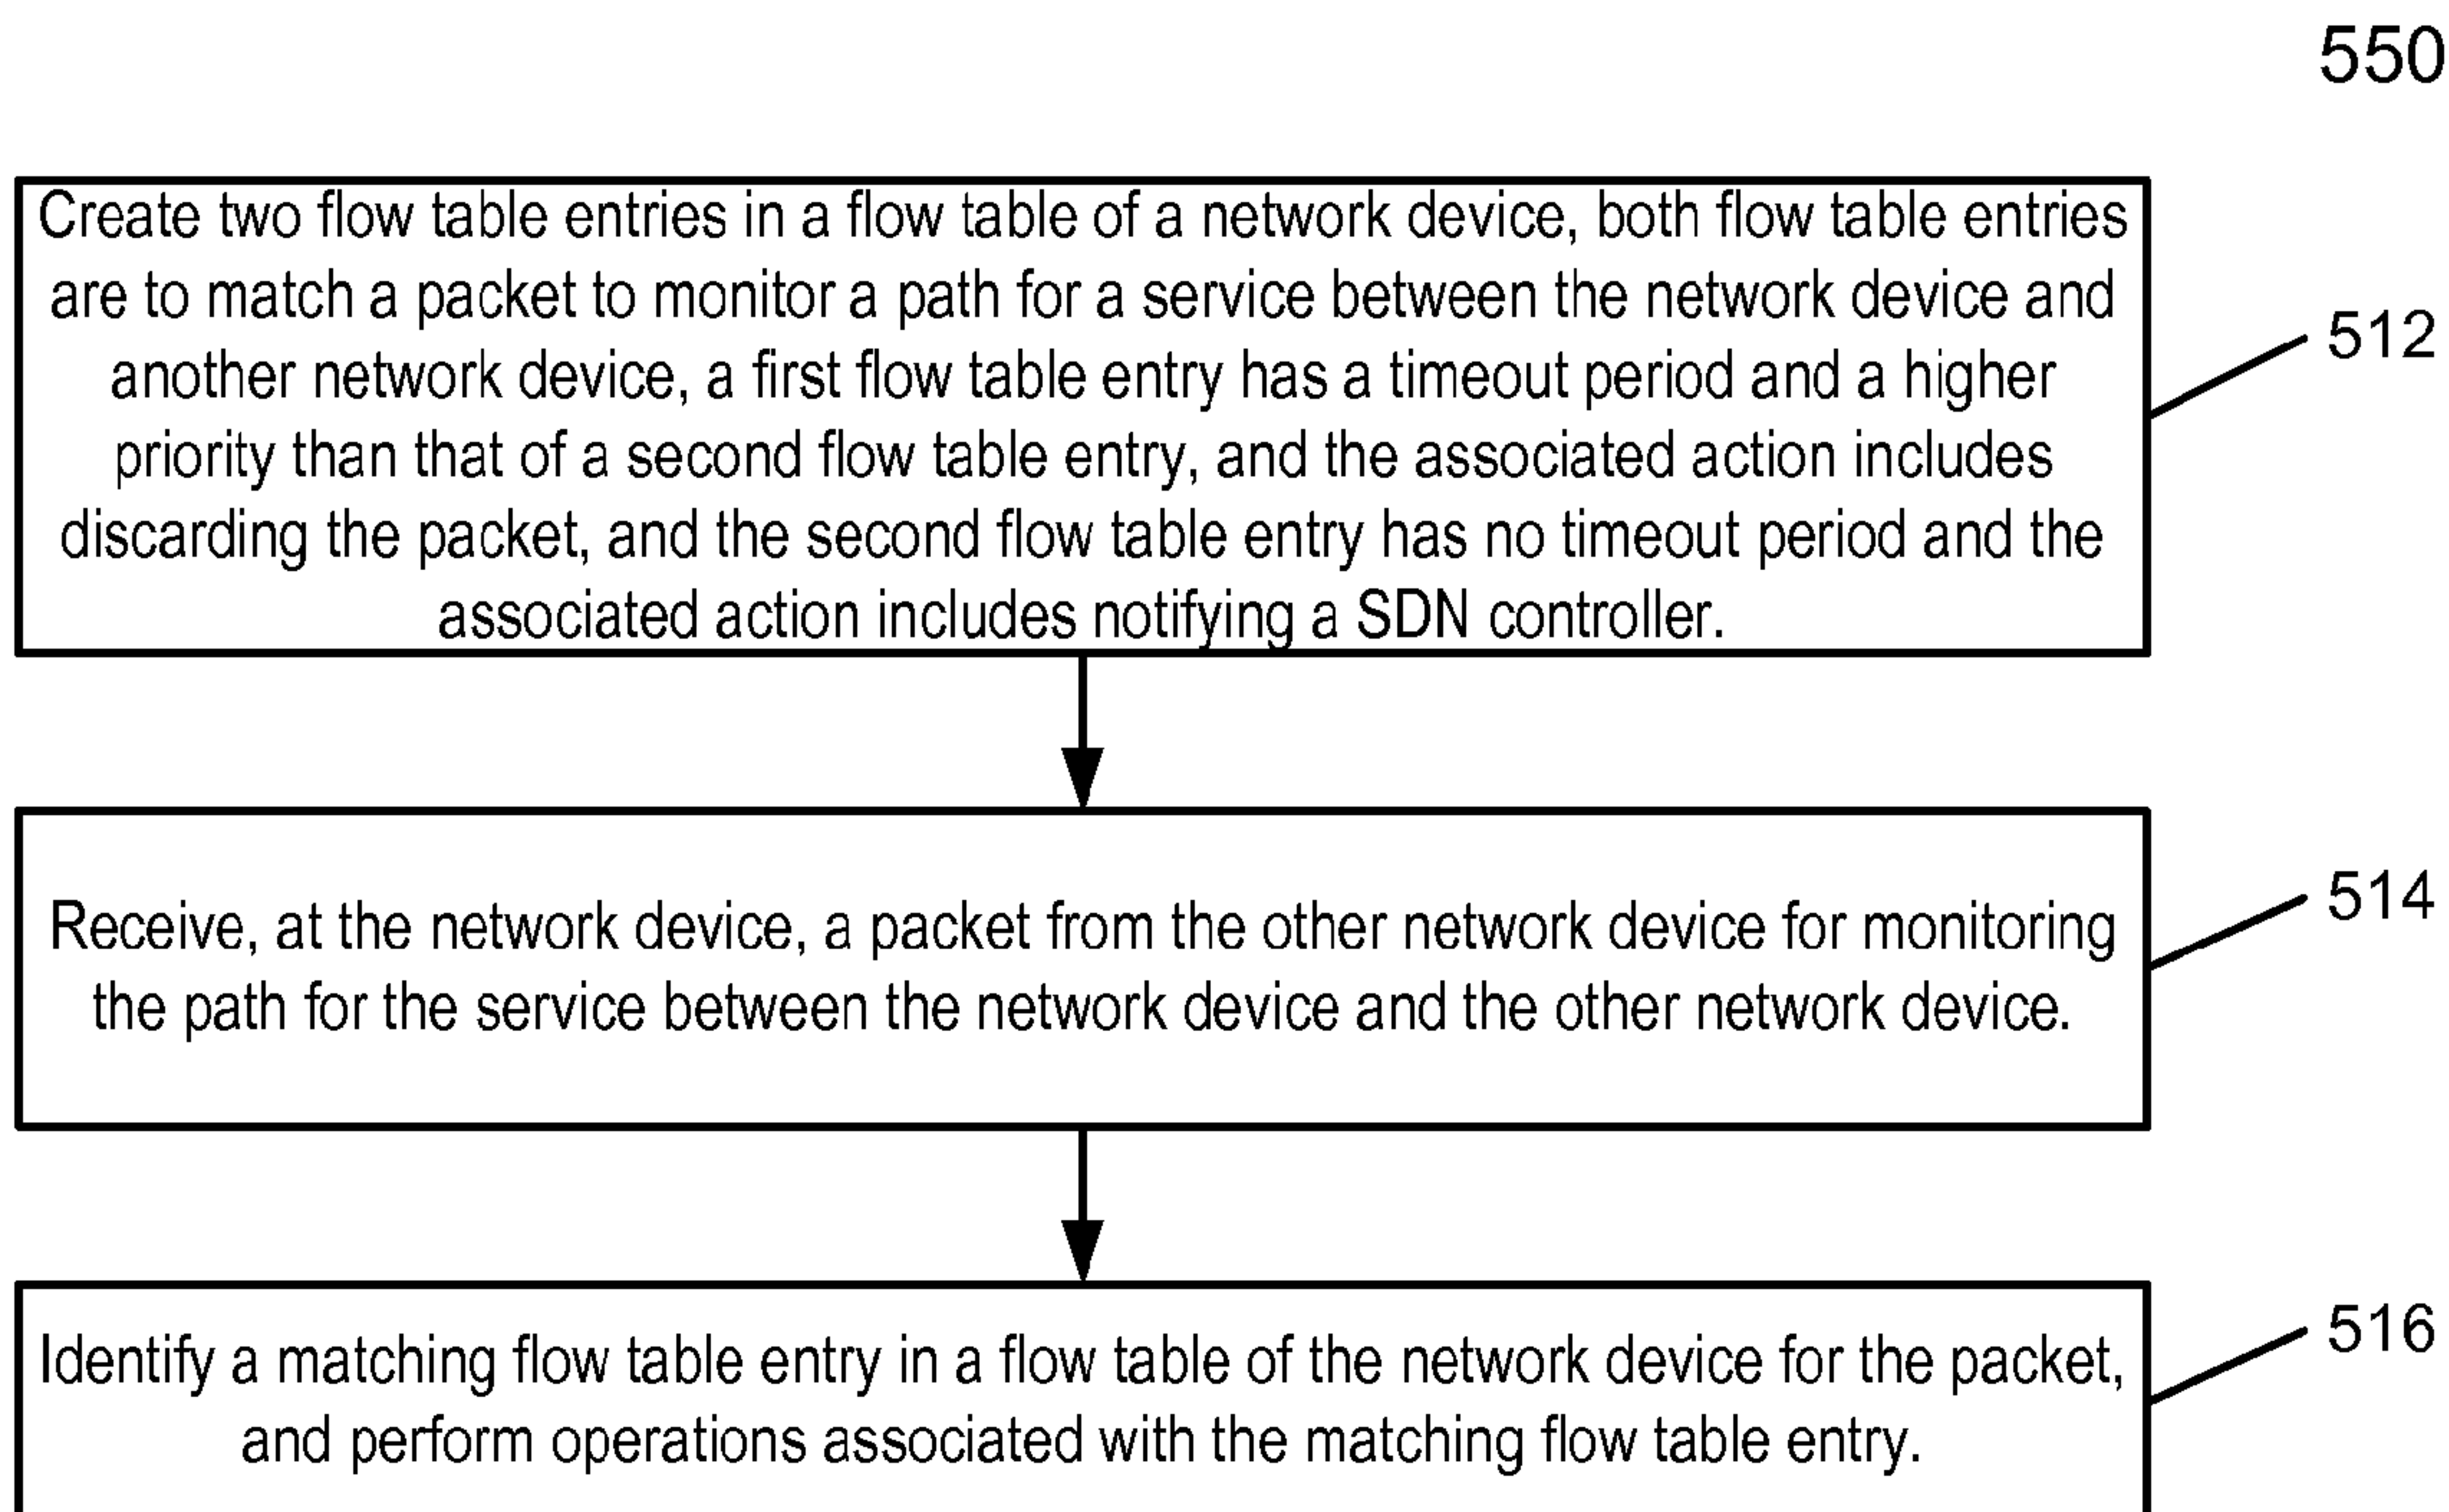 550
Create two flow table entries in a flow table of a network device, both flow table entries
are to match a packet to monitor a path for a service between the network device and
another network device, a first flow table entry has a timeout period and a higher
priority than that of a second flow table entry, and the associated action includes
discarding the packet, and the second flow table entry has no timeout period and the
associated action includes notifying a SDN controller.
512
Receive, at the network device, a packet from the other network device for monitoring
the path for the service between the network device and the other network device.
514
Identify a matching flow table entry in a flow table of the network device for the packet,
and perform operations associated with the matching flow table entry.
516